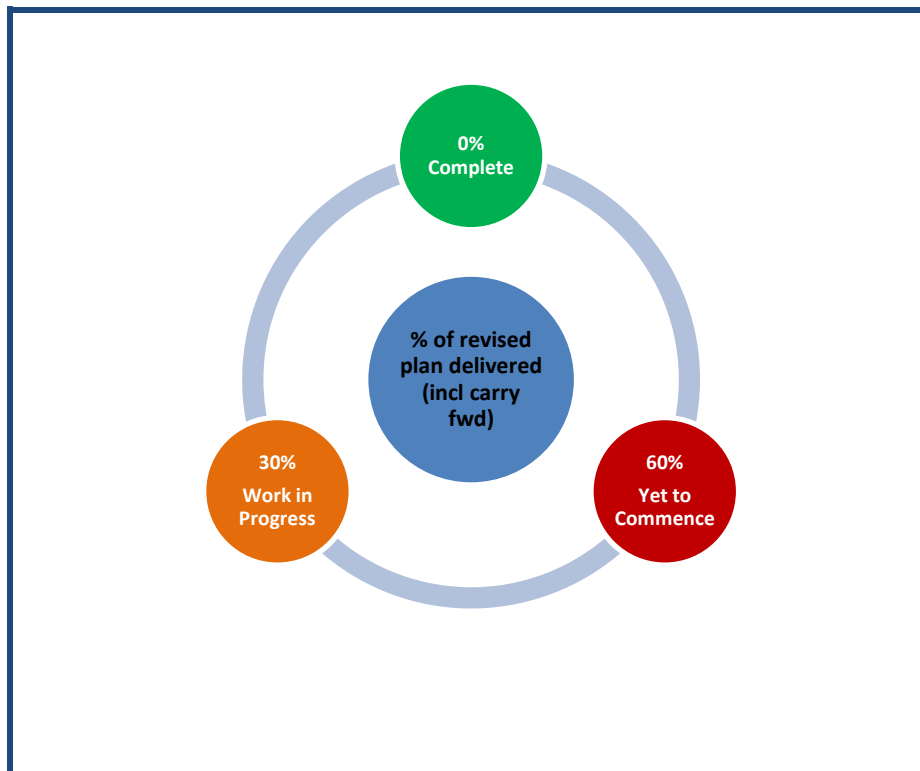 0%
Complete
% of revised
plan delivered
(incl carry
fwd)
30%
Work in
Progress
60%
Yet to
Commence